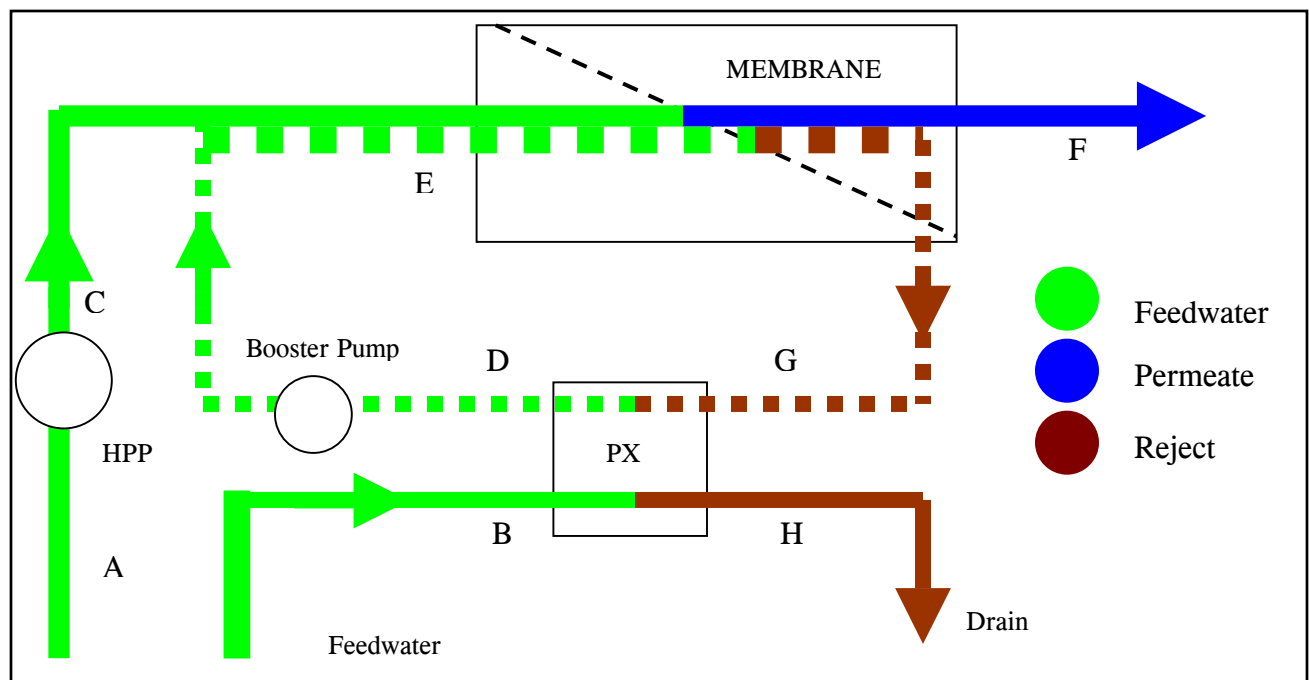 MEMBRANE
F
E
C
Feedwater
Booster Pump
D
G
Permeate
HPP
PX
Reject
B
H
A
Feedwater
Drain